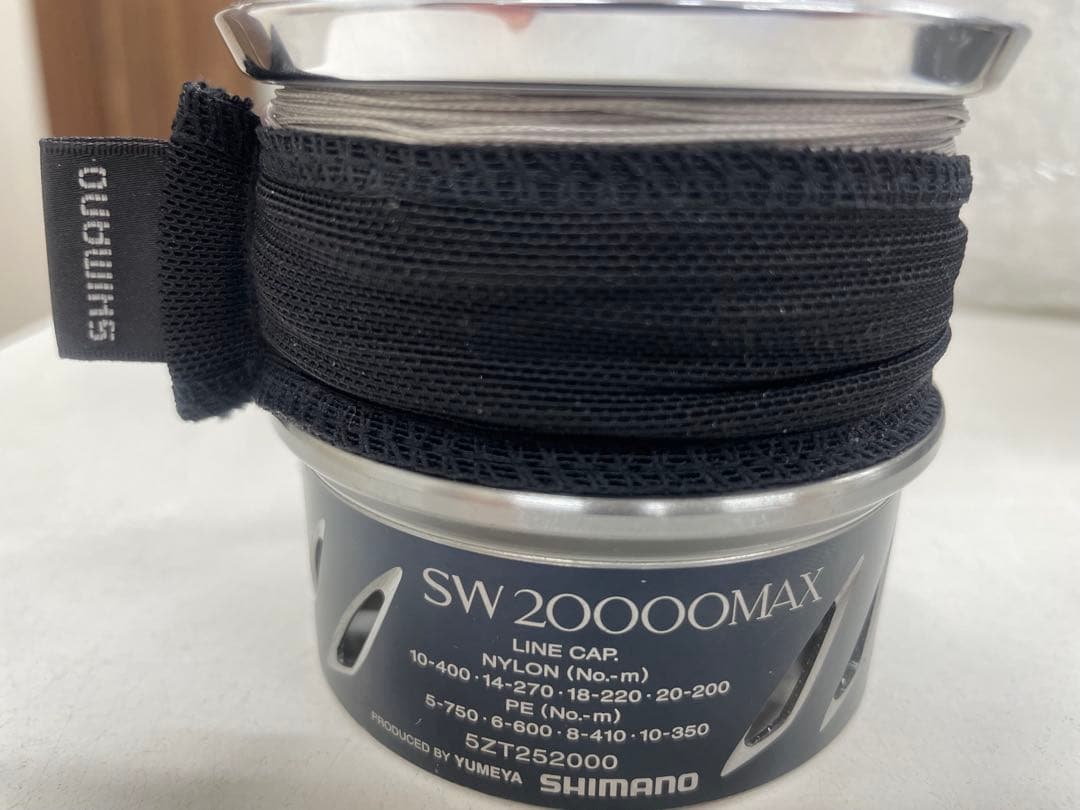 SHIMANO
SW 20000MAX
LINE CAP.
NYLON (No.-m)
10-400・14-270・18-220・20-200
PE (No.-m)
5-750・6-600・8-410・10-350
5ZT252000
PRODUCED BY YUMEYA SHIMANO